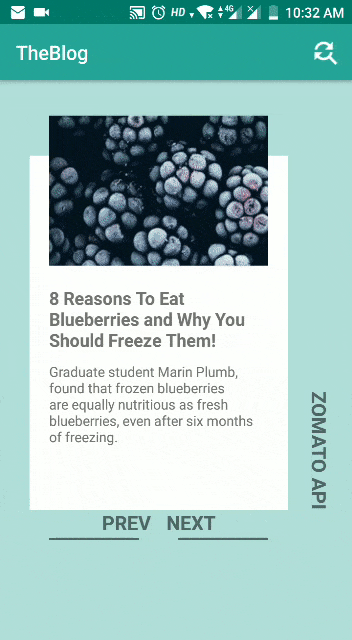 HD 4G 10:32 AM
TheBlog
8 Reasons To Eat
Blueberries and Why You
Should Freeze Them!
Graduate student Marin Plumb,
found that frozen blueberries
are equally nutritious as fresh
blueberries, even after six months
of freezing.
ZOMATO API
PREV NEXT